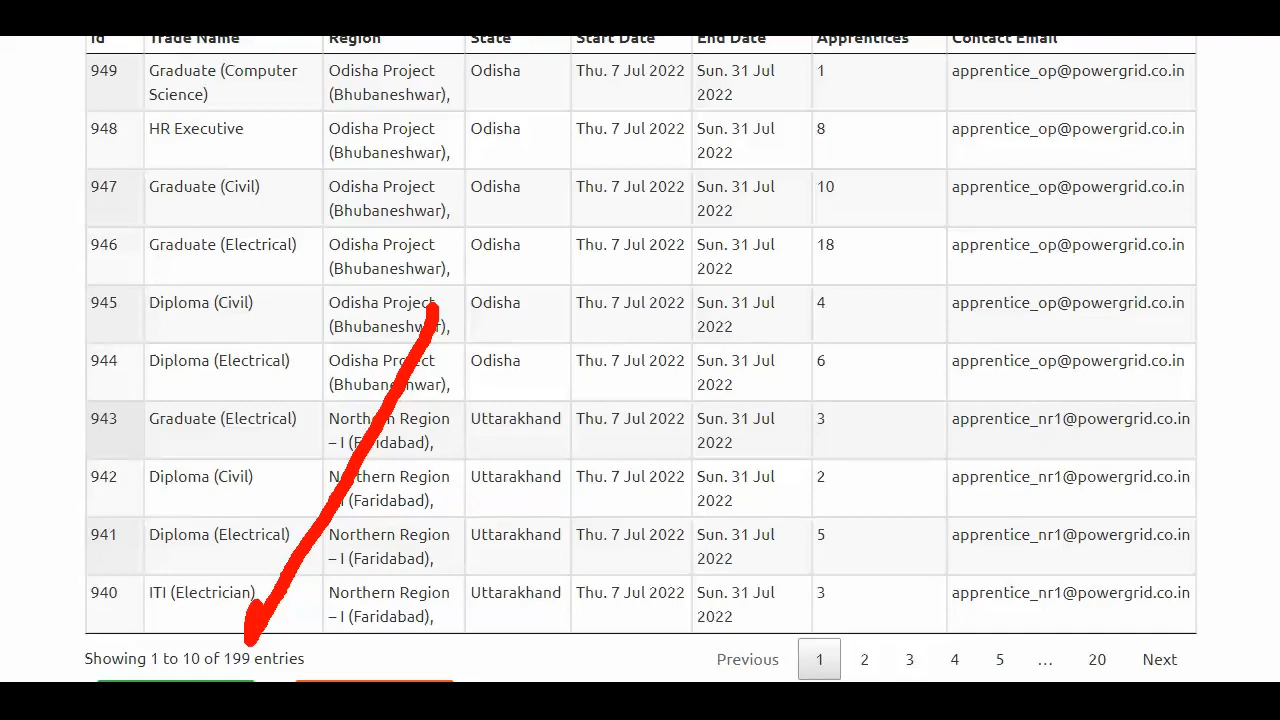 Id Trade Name Region State Start Date End Date Apprentices Contact Email
949 Graduate (Computer Odisha Project Odisha Thu. 7 Jul 2022 Sun. 31 Jul 1 apprentice_op@powergrid.co.in
Science) (Bhubaneshwar), 2022
948 HR Executive Odisha Project Odisha Thu. 7 Jul 2022 Sun. 31 Jul 8 apprentice_op@powergrid.co.in
(Bhubaneshwar), 2022
947 Graduate (Civil) Odisha Project Odisha Thu. 7 Jul 2022 Sun. 31 Jul 10 apprentice_op@powergrid.co.in
(Bhubaneshwar), 2022
946 Graduate (Electrical) Odisha Project Odisha Thu. 7 Jul 2022 Sun. 31 Jul 18 apprentice_op@powergrid.co.in
(Bhubaneshwar), 2022
945 Diploma (Civil) Odisha Project Odisha Thu. 7 Jul 2022 Sun. 31 Jul 4 apprentice_op@powergrid.co.in
(Bhubaneshwar), 2022
944 Diploma (Electrical) Odisha Project Odisha Thu. 7 Jul 2022 Sun. 31 Jul 6 apprentice_op@powergrid.co.in
(Bhubaneshwar), 2022
943 Graduate (Electrical) Northern Region Uttarakhand Thu. 7 Jul 2022 Sun. 31 Jul 3 apprentice_nr1@powergrid.co.in
– I (Faridabad), 2022
942 Diploma (Civil) Northern Region Uttarakhand Thu. 7 Jul 2022 Sun. 31 Jul 2 apprentice_nr1@powergrid.co.in
– I (Faridabad), 2022
941 Diploma (Electrical) Northern Region Uttarakhand Thu. 7 Jul 2022 Sun. 31 Jul 5 apprentice_nr1@powergrid.co.in
– I (Faridabad), 2022
940 ITI (Electrician) Northern Region Uttarakhand Thu. 7 Jul 2022 Sun. 31 Jul 3 apprentice_nr1@powergrid.co.in
– I (Faridabad), 2022
Showing 1 to 10 of 199 entries Previous 1 2 3 4 5 … 20 Next